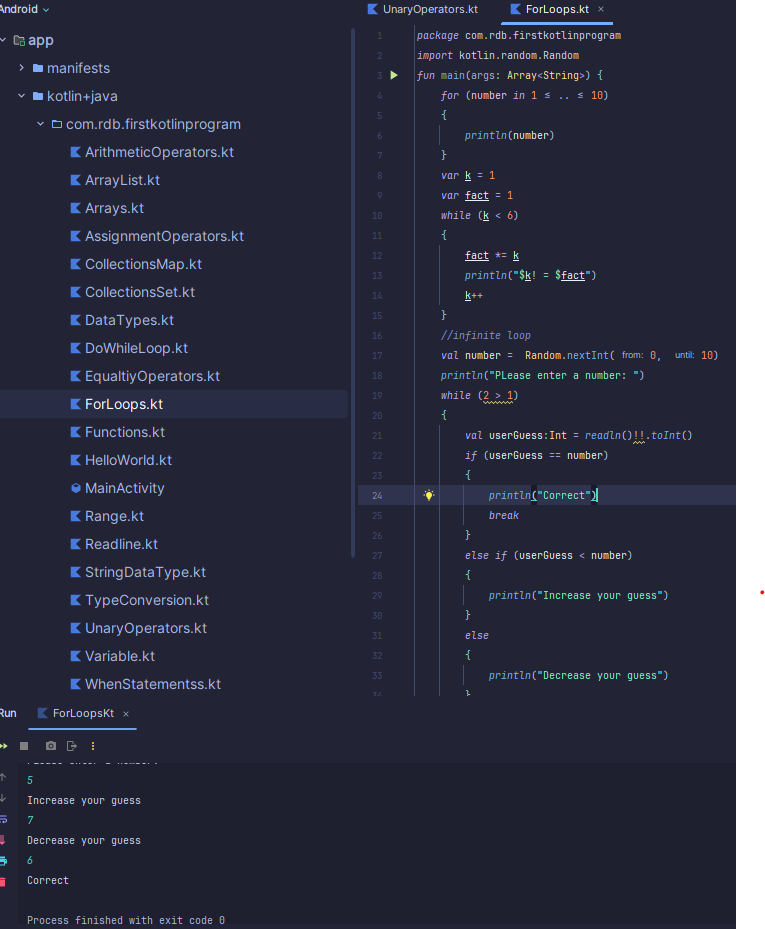 Android
UnaryOperators.kt
ForLoops.kt
app
manifests
kotlin+java
com.rdb.firstkotlinprogram
ArithmeticOperators.kt
ArrayList.kt
Arrays.kt
AssignmentOperators.kt
CollectionsMap.kt
CollectionsSet.kt
DataTypes.kt
DoWhileLoop.kt
EqualtiyOperators.kt
ForLoops.kt
Functions.kt
HelloWorld.kt
MainActivity
Range.kt
Readline.kt
StringDataType.kt
TypeConversion.kt
UnaryOperators.kt
Variable.kt
WhenStatementss.kt
1 package com.rdb.firstkotlinprogram
2 import kotlin.random.Random
3 fun main(args: Array<String>) {
4 for (number in 1 ≤ .. ≤ 10)
5 {
6 println(number)
7 }
8 var k = 1
9 var fact = 1
10 while (k < 6)
11 {
12 fact *= k
13 println("$k! = $fact")
14 k++
15 }
16 //infinite loop
17 val number = Random.nextInt( from: 0, until: 10)
18 println("PLease enter a number: ")
19 while (2 > 1)
20 {
21 val userGuess:Int = readln()!!.toInt()
22 if (userGuess == number)
23 {
24 println("Correct")
25 break
26 }
27 else if (userGuess < number)
28 {
29 println("Increase your guess")
30 }
31 else
32 {
33 println("Decrease your guess")
34 }
Run
ForLoopsKt
5
Increase your guess
7
Decrease your guess
6
Correct
Process finished with exit code 0